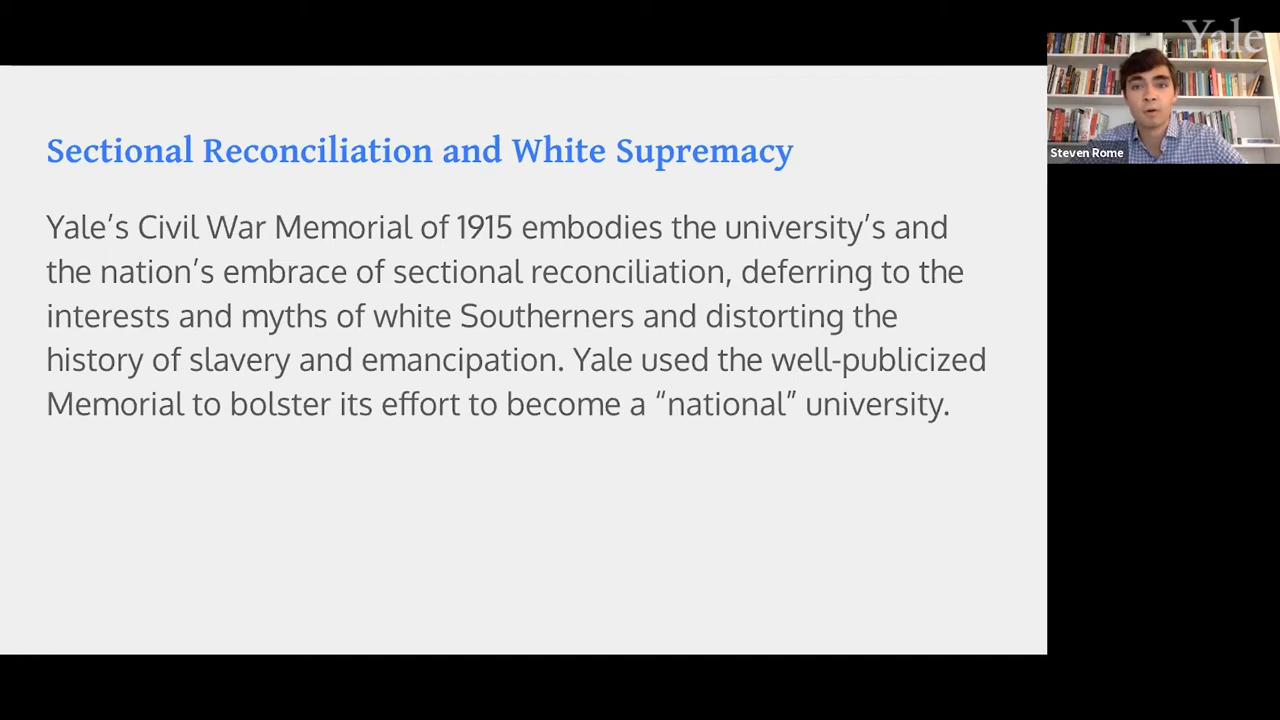 Yale
Steven Rome
Sectional Reconciliation and White Supremacy
Yale’s Civil War Memorial of 1915 embodies the university’s and
the nation’s embrace of sectional reconciliation, deferring to the
interests and myths of white Southerners and distorting the
history of slavery and emancipation. Yale used the well-publicized
Memorial to bolster its effort to become a “national” university.